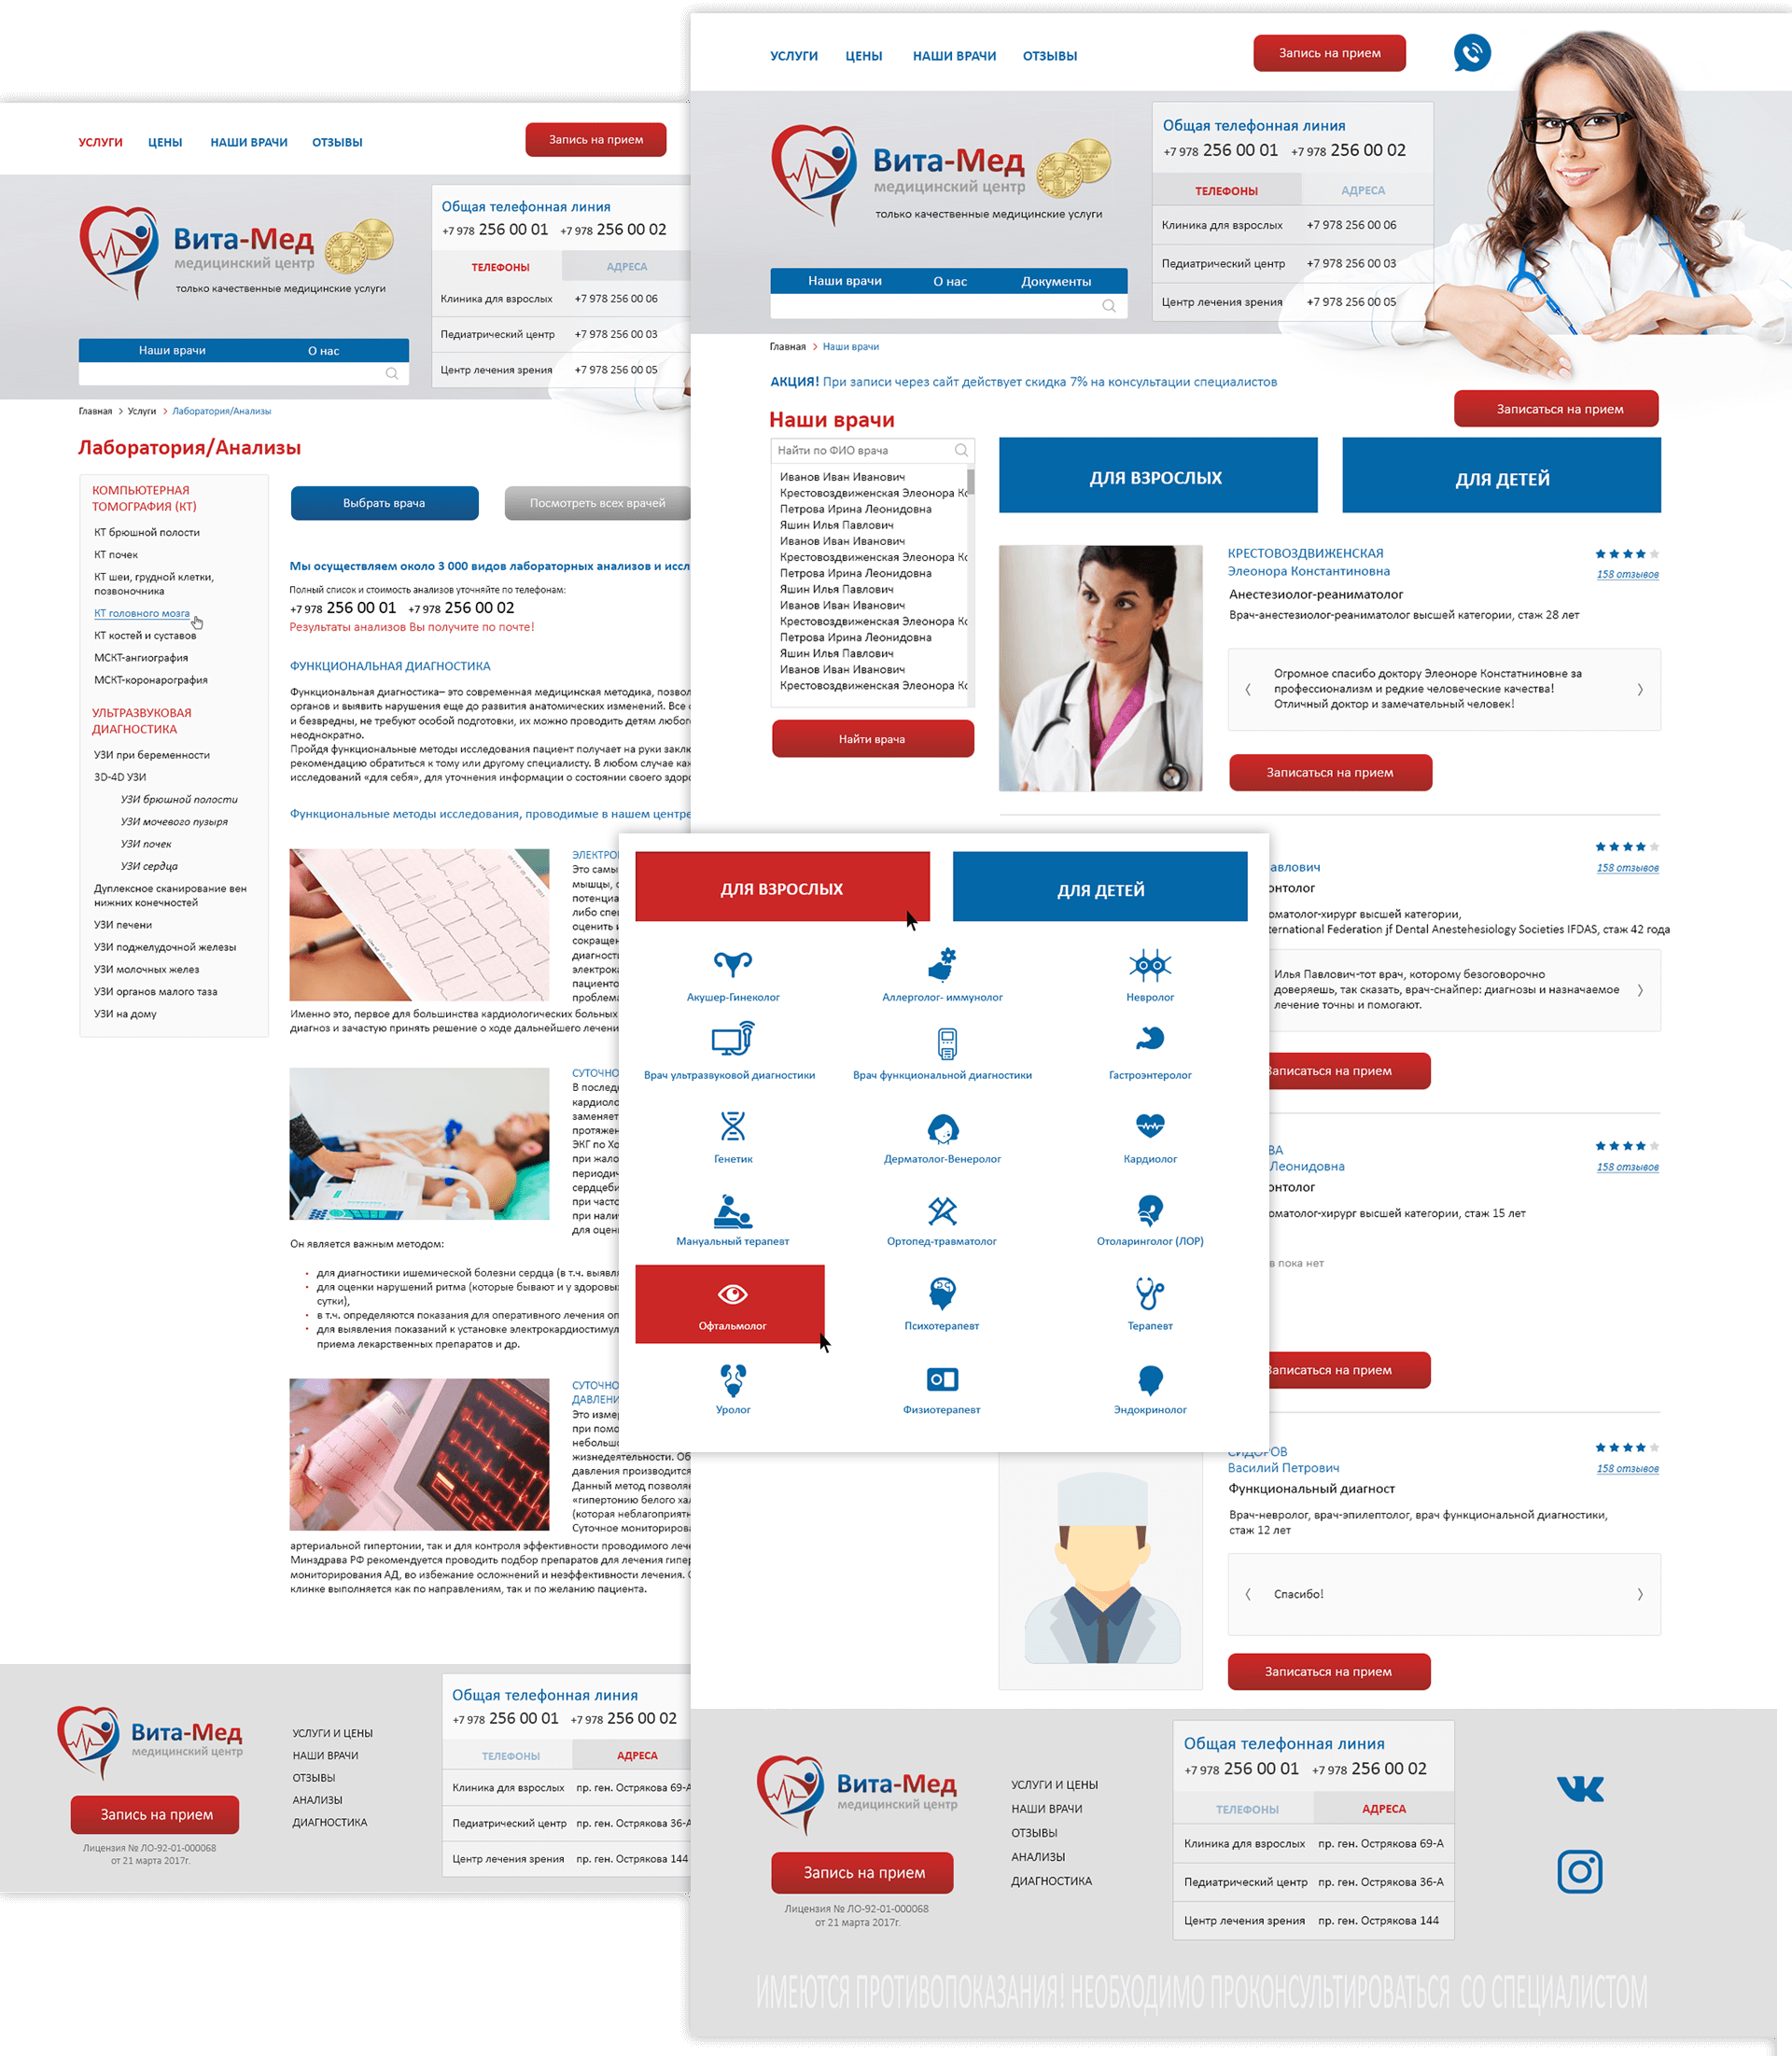 УСЛУГИ ЦЕНЫ НАШИ ВРАЧИ ОТЗЫВЫ
Запись на прием
Вита-Мед
медицинский центр
только качественные медицинские услуги
Общая телефонная линия
+7 978 256 00 01 +7 978 256 00 02
ТЕЛЕФОНЫ АДРЕСА
Клиника для взрослых +7 978 256 00 06
Педиатрический центр +7 978 256 00 03
Центр лечения зрения +7 978 256 00 05
Наши врачи О нас
Главная > Услуги > Лаборатория/Анализы
Лаборатория/Анализы
КОМПЬЮТЕРНАЯ
ТОМОГРАФИЯ (КТ)
КТ брюшной полости
КТ почек
КТ шеи, грудной клетки,
позвоночника
КТ головного мозга
КТ костей и суставов
МСКТ-ангиография
МСКТ-коронарография
УЛЬТРАЗВУКОВАЯ
ДИАГНОСТИКА
УЗИ при беременности
3D-4D УЗИ
УЗИ брюшной полости
УЗИ мочевого пузыря
УЗИ почек
УЗИ сердца
Дуплексное сканирование вен
нижних конечностей
УЗИ печени
УЗИ поджелудочной железы
УЗИ молочных желез
УЗИ органов малого таза
УЗИ на дому
Выбрать врача
Посмотреть всех врачей
Мы осуществляем около 3 000 видов лабораторных анализов и иссл
Полный список и стоимость анализов уточняйте по телефонам:
+7 978 256 00 01 +7 978 256 00 02
Результаты анализов Вы получите по почте!
ФУНКЦИОНАЛЬНАЯ ДИАГНОСТИКА
Функциональная диагностика– это современная медицинская методика, позвол
органов и выявить нарушения еще до развития анатомических изменений. Все
и безвредны, не требуют особой подготовки, их можно проводить детям любог
неоднократно.
Пройдя функциональные методы исследования пациент получает на руки заклю
рекомендацию обратиться к тому или другому специалисту. В любом случае ка
исследований «для себя», для уточнения информации о состоянии своего здоро
Функциональные методы исследования, проводимые в нашем центре
ЭЛЕКТРО
Это самы
мышцы,
потенциа
либо спе
оценить
сокращен
диагност
электрок
пациенто
проблема
Именно это, первое для большинства кардиологических больных
диагноз и зачастую принять решение о ходе дальнейшего лечени
СУТОЧНО
В послед
кардиоло
заменяет
протяжен
ЭКГ по Хо
при жало
периодич
сердцеби
при часто
при нали
для оцен
Он является важным методом:
• для диагностики ишемической болезни сердца (в т.ч. выявл
• для оценки нарушений ритма (которые бывают и у здоровы
сутки),
• в т.ч. определяются показания для оперативного лечения оп
• для выявления показаний к установке электрокардиостимул
приема лекарственных препаратов и др.
СУТОЧНО
ДАВЛЕНИ
Это измер
при помо
небольшо
жизнедеятельности. Об
давления производится
Данный метод позволяе
«гипертонию белого хал
(которая неблагоприятн
Суточное мониторирова
артериальной гипертонии, так и для контроля эффективности проводимого лече
Минздрава РФ рекомендуется проводить подбор препаратов для лечения гипер
мониторирования АД, во избежание осложнений и неэффективности лечения.
клинке выполняется как по направлениям, так и по желанию пациента.
Вита-Мед
медицинский центр
Запись на прием
Лицензия № ЛО-92-01-000068
от 21 марта 2017г.
УСЛУГИ И ЦЕНЫ
НАШИ ВРАЧИ
ОТЗЫВЫ
АНАЛИЗЫ
ДИАГНОСТИКА
Общая телефонная линия
+7 978 256 00 01 +7 978 256 00 02
ТЕЛЕФОНЫ АДРЕСА
Клиника для взрослых пр. ген. Острякова 69-А
Педиатрический центр пр. ген. Острякова 36-А
Центр лечения зрения пр. ген. Острякова 144
УСЛУГИ ЦЕНЫ НАШИ ВРАЧИ ОТЗЫВЫ
Запись на прием
Вита-Мед
медицинский центр
только качественные медицинские услуги
Общая телефонная линия
+7 978 256 00 01 +7 978 256 00 02
ТЕЛЕФОНЫ АДРЕСА
Клиника для взрослых +7 978 256 00 06
Педиатрический центр +7 978 256 00 03
Центр лечения зрения +7 978 256 00 05
Наши врачи О нас Документы
Главная > Наши врачи
АКЦИЯ! При записи через сайт действует скидка 7% на консультации специалистов
Записаться на прием
Наши врачи
Найти по ФИО врача
Иванов Иван Иванович
Крестовоздвиженская Элеонора Ко
Петрова Ирина Леонидовна
Яшин Илья Павлович
Иванов Иван Иванович
Крестовоздвиженская Элеонора Ко
Петрова Ирина Леонидовна
Яшин Илья Павлович
Иванов Иван Иванович
Крестовоздвиженская Элеонора Ко
Петрова Ирина Леонидовна
Яшин Илья Павлович
Иванов Иван Иванович
Крестовоздвиженская Элеонора Ко
Найти врача
ДЛЯ ВЗРОСЛЫХ
ДЛЯ ДЕТЕЙ
КРЕСТОВОЗДВИЖЕНСКАЯ
Элеонора Константиновна
158 отзывов
Анестезиолог-реаниматолог
Врач-анестезиолог-реаниматолог высшей категории, стаж 28 лет
Огромное спасибо доктору Элеоноре Констатниновне за
профессионализм и редкие человеческие качества!
Отличный доктор и замечательный человек!
Записаться на прием
авлович
158 отзывов
онтолог
оматолог-хирург высшей категории,
ternational Federation jf Dental Anestehesiology Societies IFDAS, стаж 42 года
Илья Павлович-тот врач, которому безоговорочно
доверяешь, так сказать, врач-снайпер: диагнозы и назначаемое
лечение точны и помогают.
Записаться на прием
ВА
Леонидовна
158 отзывов
онтолог
оматолог-хирург высшей категории, стаж 15 лет
в пока нет
Записаться на прием
СИДОРОВ
Василий Петрович
158 отзывов
Функциональный диагност
Врач-невролог, врач-эпилептолог, врач функциональной диагностики,
стаж 12 лет
Спасибо!
Записаться на прием
ДЛЯ ВЗРОСЛЫХ
ДЛЯ ДЕТЕЙ
Акушер-Гинеколог
Аллерголог- иммунолог
Невролог
Врач ультразвуковой диагностики
Врач функциональной диагностики
Гастроэнтеролог
Генетик
Дерматолог-Венеролог
Кардиолог
Мануальный терапевт
Ортопед-травматолог
Отоларинголог (ЛОР)
Офтальмолог
Психотерапевт
Терапевт
Уролог
Физиотерапевт
Эндокринолог
Вита-Мед
медицинский центр
Запись на прием
Лицензия № ЛО-92-01-000068
от 21 марта 2017г.
УСЛУГИ И ЦЕНЫ
НАШИ ВРАЧИ
ОТЗЫВЫ
АНАЛИЗЫ
ДИАГНОСТИКА
Общая телефонная линия
+7 978 256 00 01 +7 978 256 00 02
ТЕЛЕФОНЫ АДРЕСА
Клиника для взрослых пр. ген. Острякова 69-А
Педиатрический центр пр. ген. Острякова 36-А
Центр лечения зрения пр. ген. Острякова 144
ИМЕЮТСЯ ПРОТИВОПОКАЗАНИЯ! НЕОБХОДИМО ПРОКОНСУЛЬТИРОВАТЬСЯ СО СПЕЦИАЛИСТОМ